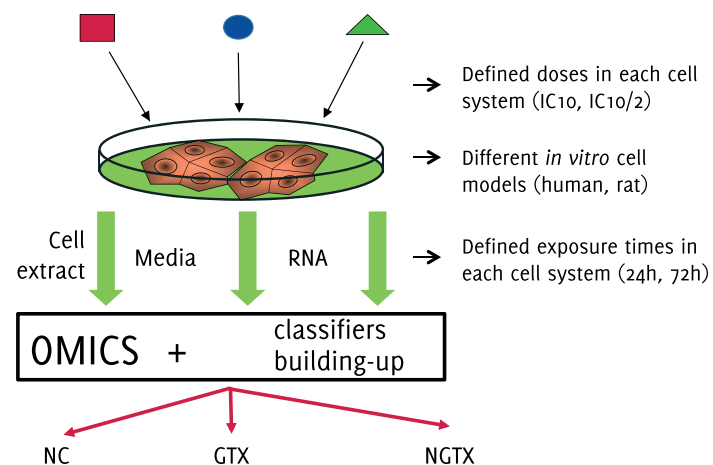 Defined doses in each cell
system (IC10, IC10/2)
Different in vitro cell
models (human, rat)
Cell
extract
Media
RNA
Defined exposure times in
each cell system (24h, 72h)
OMICS + classifiers
building-up
NC
GTX
NGTX